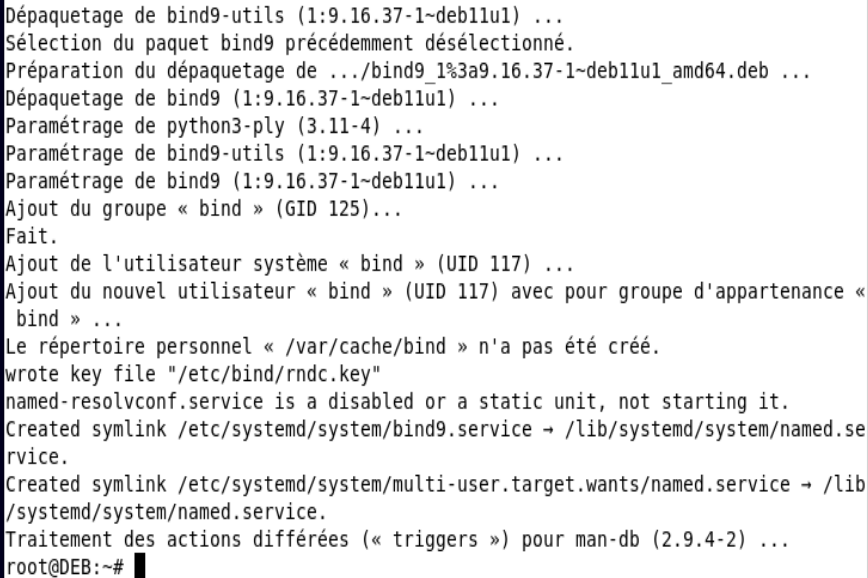 Dépaquetage de bind9-utils (1:9.16.37-1~deb11u1) ...
Sélection du paquet bind9 précédemment désélectionné.
Préparation du dépaquetage de .../bind9_1%3a9.16.37-1~deb11u1_amd64.deb ...
Dépaquetage de bind9 (1:9.16.37-1~deb11u1) ...
Paramétrage de python3-ply (3.11-4) ...
Paramétrage de bind9-utils (1:9.16.37-1~deb11u1) ...
Paramétrage de bind9 (1:9.16.37-1~deb11u1) ...
Ajout du groupe « bind » (GID 125)...
Fait.
Ajout de l'utilisateur système « bind » (UID 117) ...
Ajout du nouvel utilisateur « bind » (UID 117) avec pour groupe d'appartenance «
 bind » ...
Le répertoire personnel « /var/cache/bind » n'a pas été créé.
wrote key file "/etc/bind/rndc.key"
named-resolvconf.service is a disabled or a static unit, not starting it.
Created symlink /etc/systemd/system/bind9.service → /lib/systemd/system/named.se
rvice.
Created symlink /etc/systemd/system/multi-user.target.wants/named.service → /lib
/systemd/system/named.service.
Traitement des actions différées (« triggers ») pour man-db (2.9.4-2) ...
root@DEB:~#